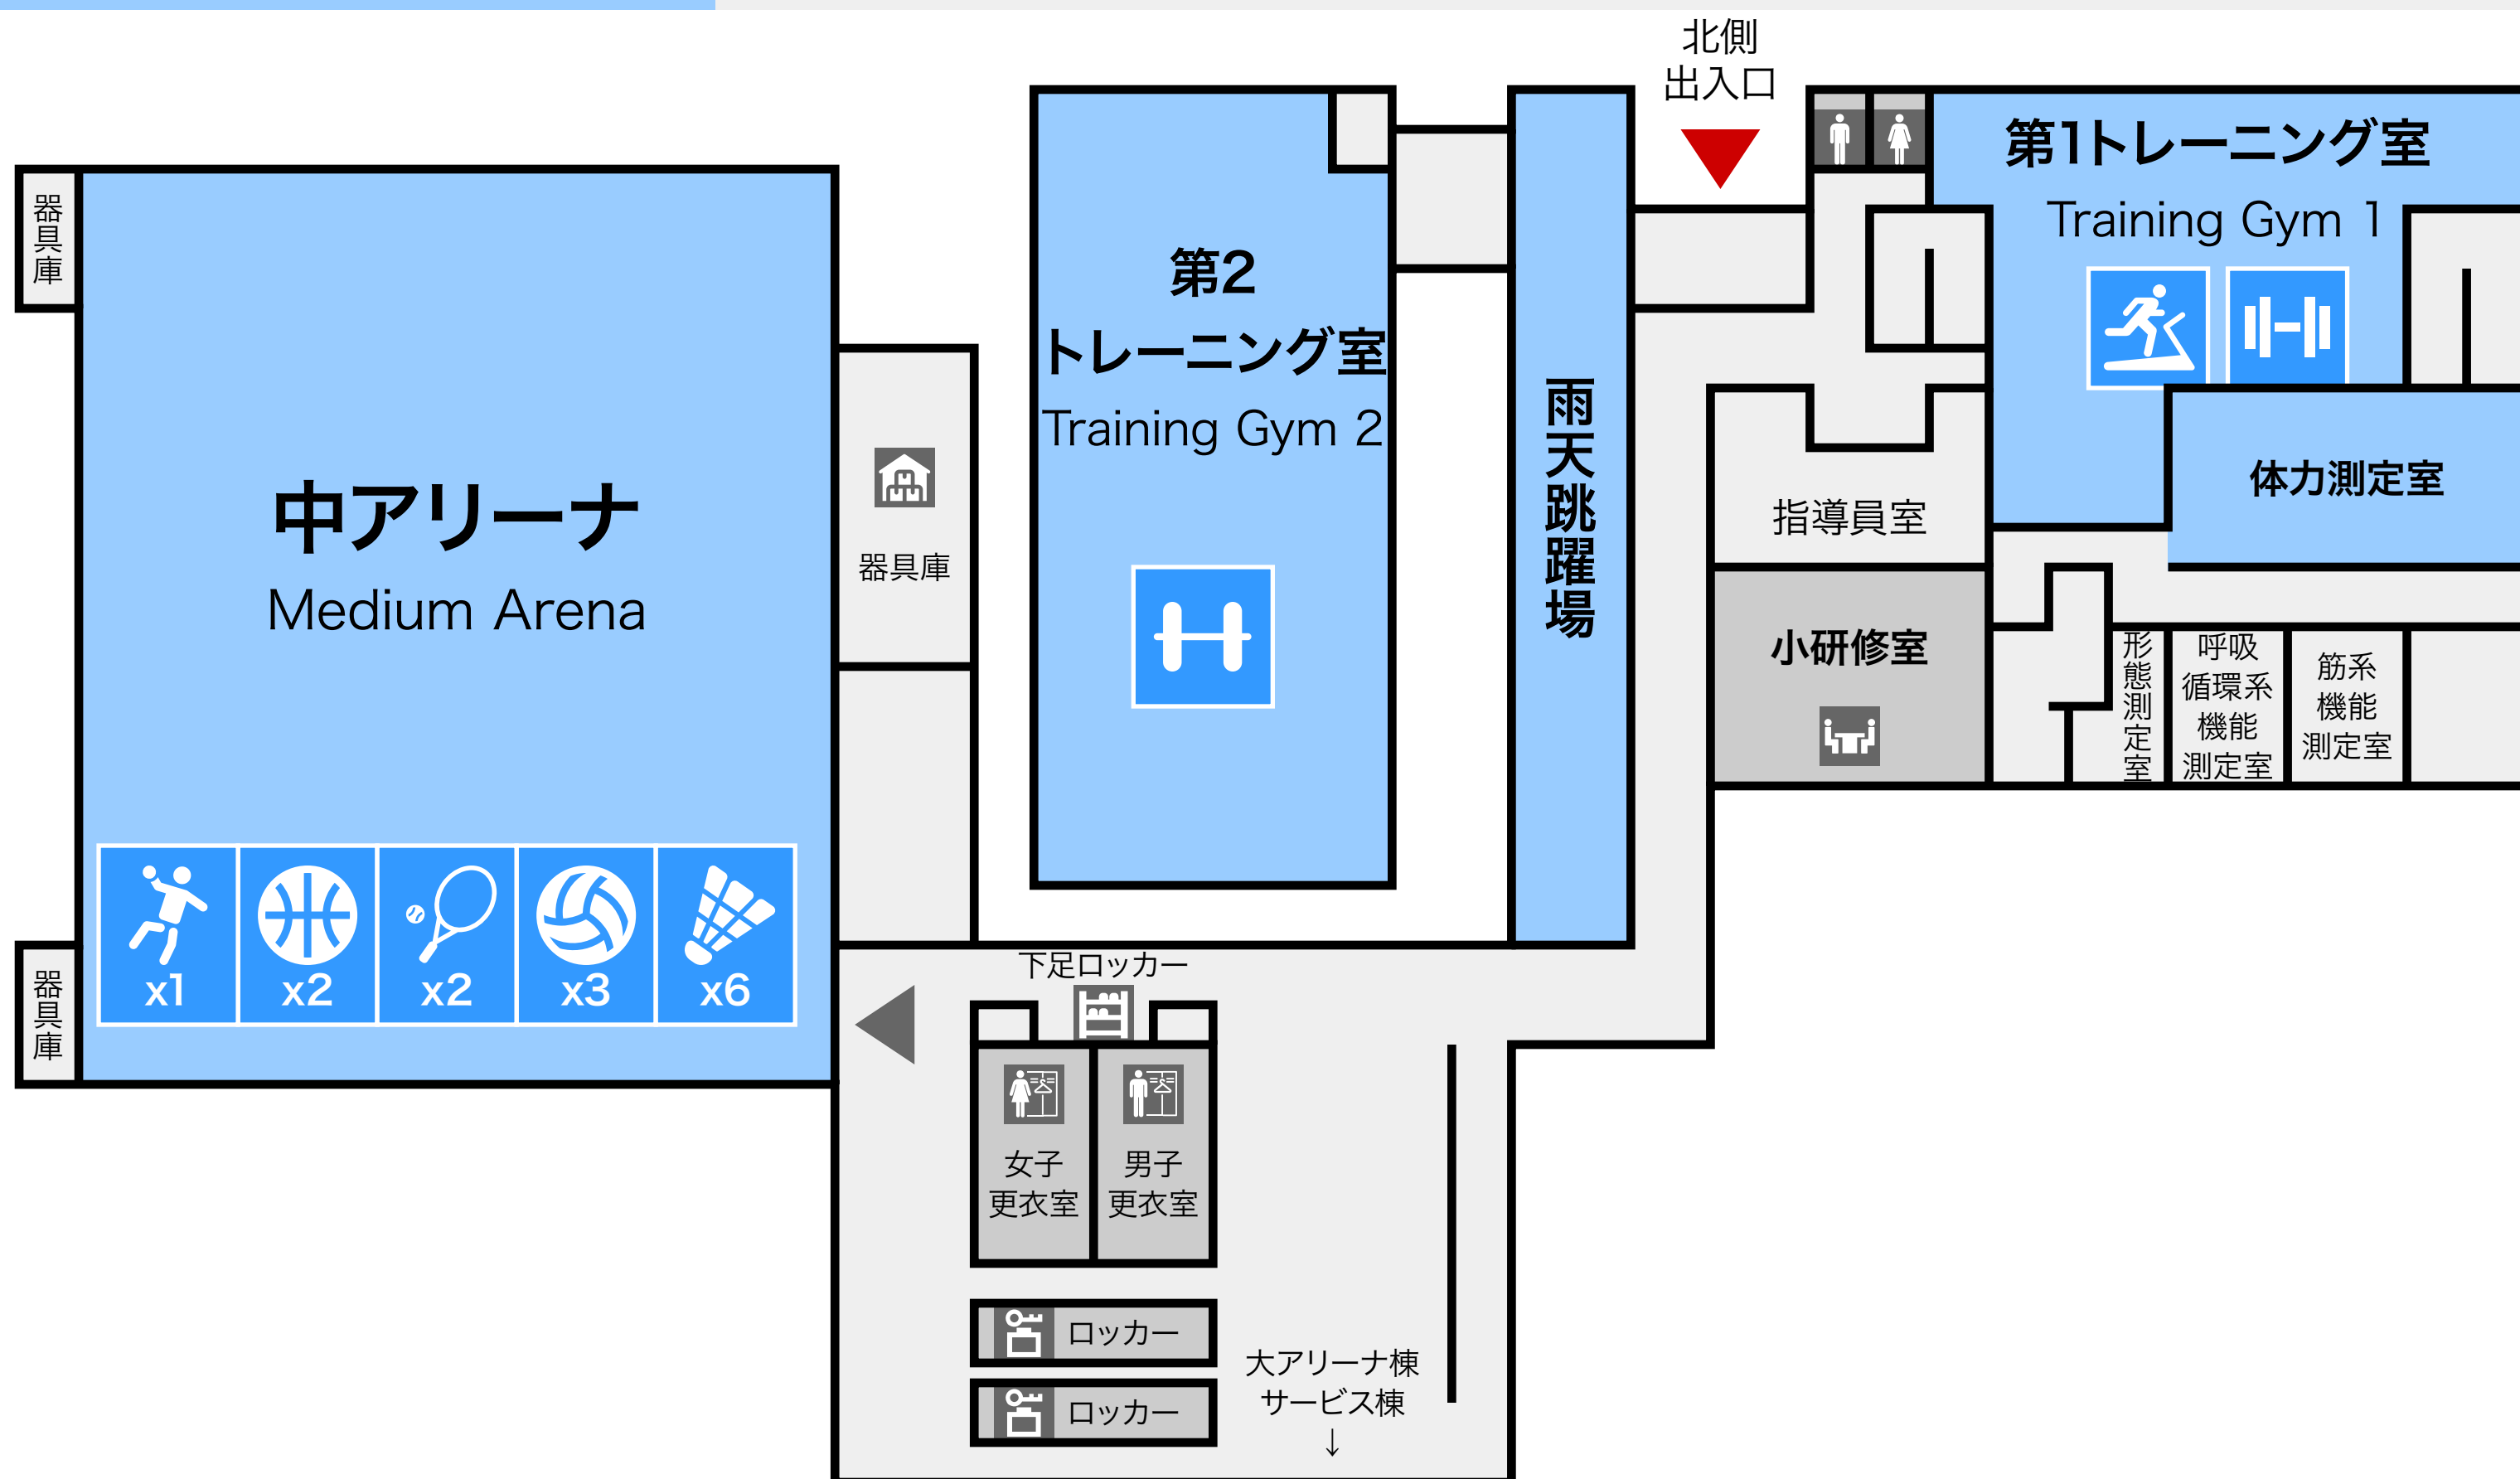 北側
出入口
器具庫
中アリーナ
Medium Arena
x1
x2
x2
x3
x6
器具庫
器具庫
第2
トレーニング室
Training Gym 2
雨天跳躍場
第1トレーニング室
Training Gym 1
体力測定室
指導員室
小研修室
形態測定室
呼吸
循環系
機能
測定室
筋系
機能
測定室
下足ロッカー
女子
更衣室
男子
更衣室
ロッカー
ロッカー
大アリーナ棟
サービス棟
↓